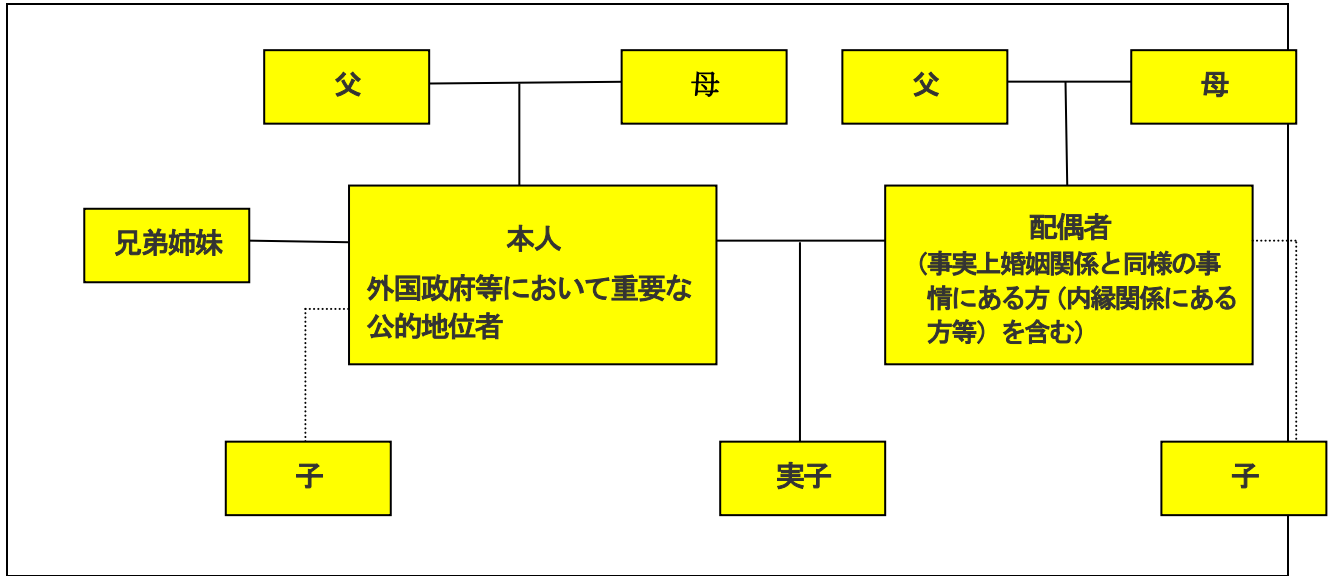 父
母
父
母
兄弟姉妹
本人
外国政府等において重要な
公的地位者
配偶者
（事実上婚姻関係と同様の事
情にある方（内縁関係にある
方等）を含む）
子
実子
子